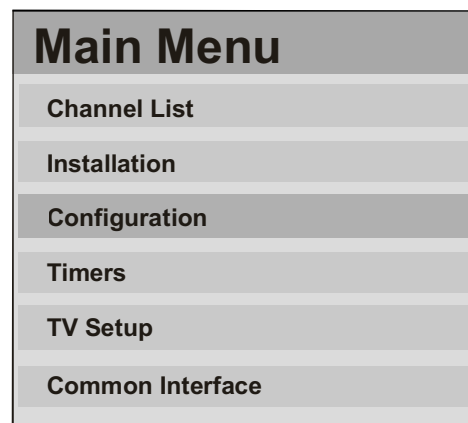 Main Menu
Channel List
Installation
Configuration
Timers
TV Setup
Common Interface